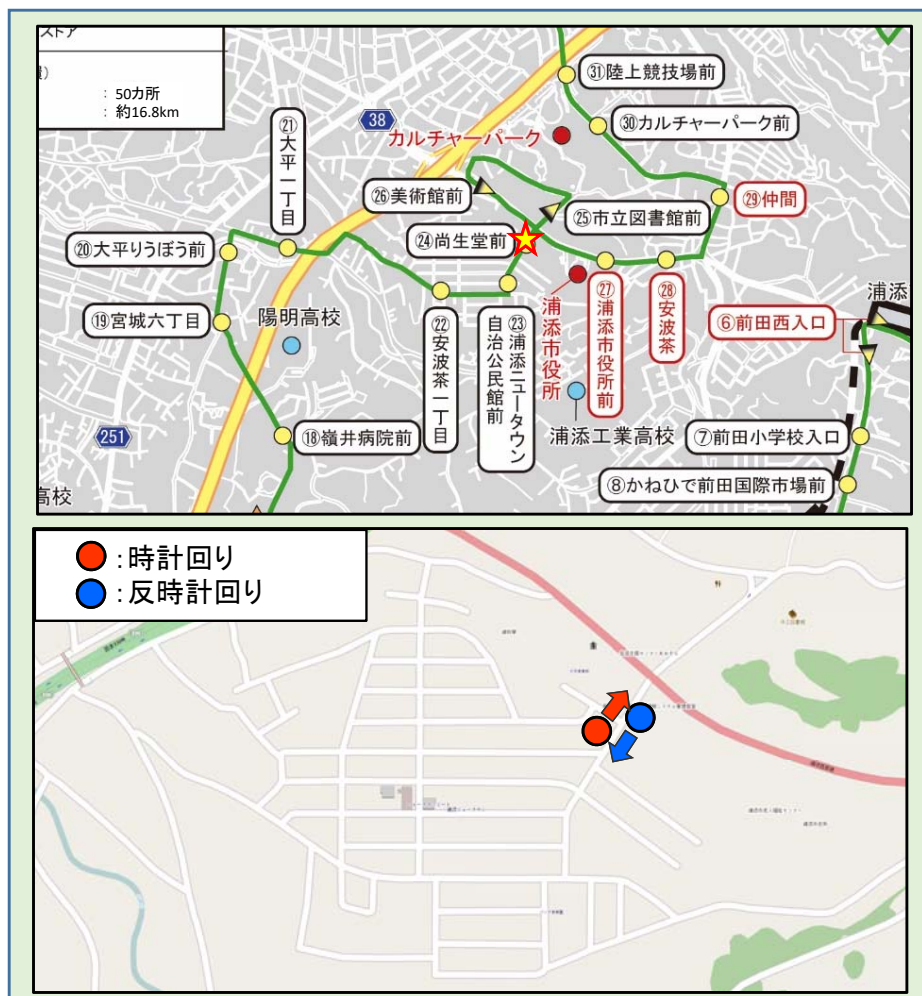 ストア
: 50カ所
: 約16.8km
㉛陸上競技場前
38
㉚カルチャーパーク前
カルチャーパーク
㉑大平一丁目
㉖美術館前
㉙仲間
㉕市立図書館前
⑳大平りうぼう前
㉔尚生堂前
浦添
⑲宮城六丁目
陽明高校
⑥前田西入口
㉒安波茶一丁目
㉓浦添ニュータウン
自治公民館前
浦添市役所
㉗浦添市役所前
㉘安波茶
251
⑱嶺井病院前
浦添工業高校
⑦前田小学校入口
⑧かねひで前田国際市場前
高校
: 時計回り
: 反時計回り